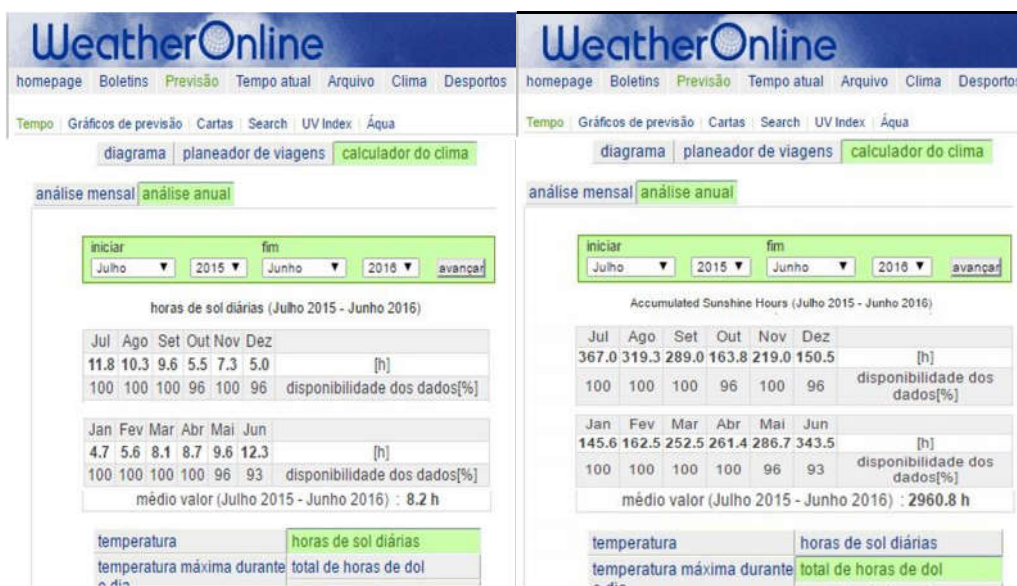 WeatherOnline
homepage Boletins Previsão Tempo atual Arquivo Clima Desportos
Tempo Gráficos de previsão Cartas Search UV Index Áqua
diagrama planeador de viagens calculador do clima
análise mensal análise anual
iniciar fim
Julho 2015 Junho 2016 avançar
horas de sol diárias (Julho 2015 - Junho 2016)
Jul Ago Set Out Nov Dez
11.8 10.3 9.6 5.5 7.3 5.0 [h]
100 100 100 96 100 96 disponibilidade dos dados[%]
Jan Fev Mar Abr Mai Jun
4.7 5.6 8.1 8.7 9.6 12.3 [h]
100 100 100 100 96 93 disponibilidade dos dados[%]
médio valor (Julho 2015 - Junho 2016) : 8.2 h
temperatura horas de sol diárias
temperatura máxima durante total de horas de dol
o dia
WeatherOnline
homepage Boletins Previsão Tempo atual Arquivo Clima Desportos
Tempo Gráficos de previsão Cartas Search UV Index Áqua
diagrama planeador de viagens calculador do clima
análise mensal análise anual
iniciar fim
Julho 2015 Junho 2016 avançar
Accumulated Sunshine Hours (Julho 2015 - Junho 2016)
Jul Ago Set Out Nov Dez
367.0 319.3 289.0 163.8 219.0 150.5 [h]
100 100 100 96 100 96 disponibilidade dos
dados[%]
Jan Fev Mar Abr Mai Jun
145.6 162.5 252.5 261.4 286.7 343.5 [h]
100 100 100 100 96 93 disponibilidade dos
dados[%]
médio valor (Julho 2015 - Junho 2016) : 2960.8 h
temperatura horas de sol diárias
temperatura máxima durante total de horas de dol
o dia